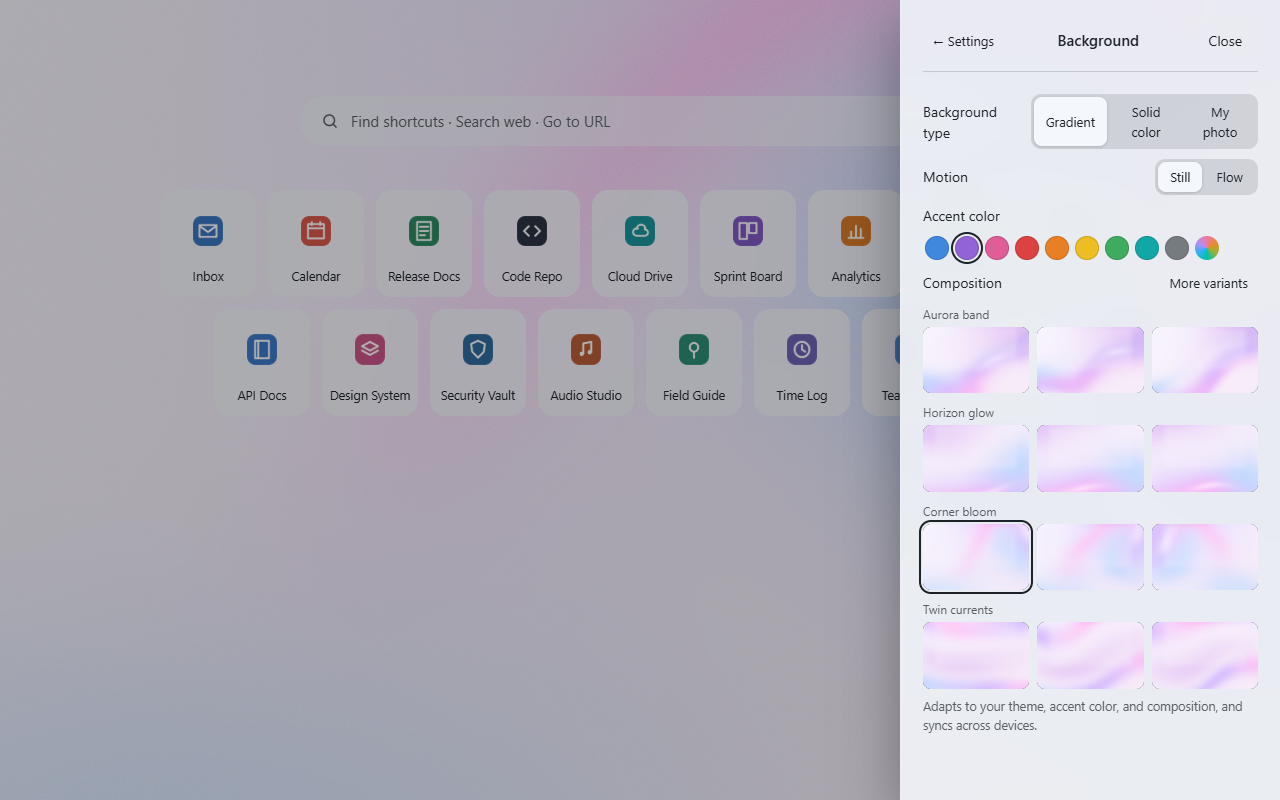 Find shortcuts · Search web · Go to URL
Inbox
Calendar
Release Docs
Code Repo
Cloud Drive
Sprint Board
Analytics
API Docs
Design System
Security Vault
Audio Studio
Field Guide
Time Log
← Settings
Background
Close
Background
type
Gradient
Solid
color
My
photo
Motion
Still
Flow
Accent color
Composition
More variants
Aurora band
Horizon glow
Corner bloom
Twin currents
Adapts to your theme, accent color, and composition, and
syncs across devices.